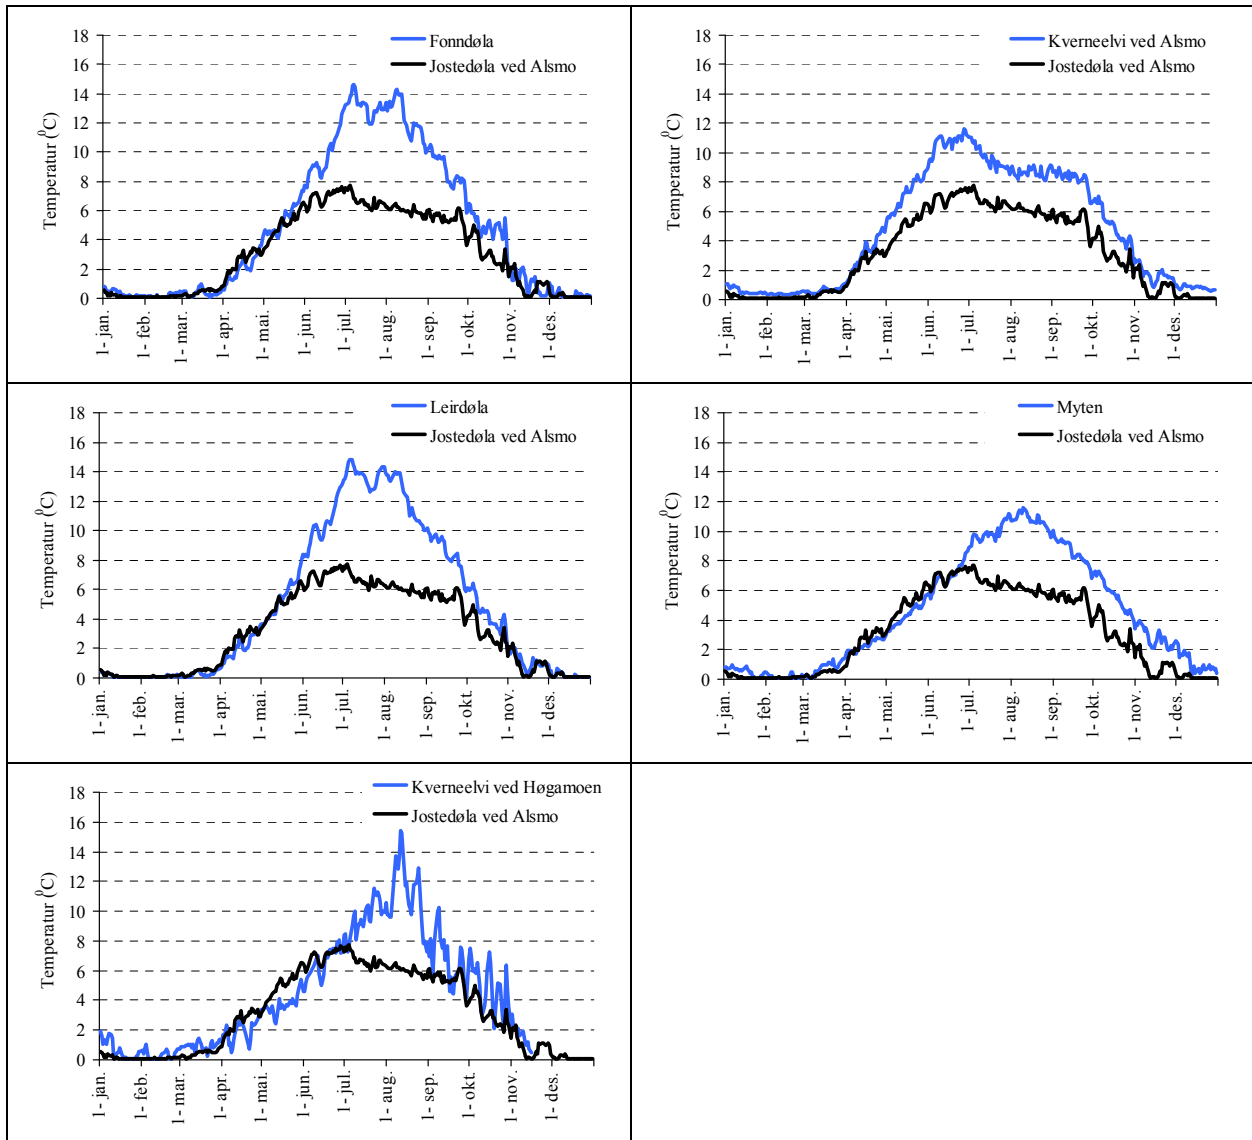 Fonndøla
Jostedøla ved Alsmo
Temperatur (⁰C)
18
16
14
12
10
8
6
4
2
0
1- jan.
1- feb.
1- mar.
1- apr.
1- mai.
1- jun.
1- jul.
1- aug.
1- sep.
1- okt.
1- nov.
1- des.
Kverneelvi ved Alsmo
Jostedøla ved Alsmo
Temperatur (⁰C)
18
16
14
12
10
8
6
4
2
0
1- jan.
1- feb.
1- mar.
1- apr.
1- mai.
1- jun.
1- jul.
1- aug.
1- sep.
1- okt.
1- nov.
1- des.
Leirdøla
Jostedøla ved Alsmo
Temperatur (⁰C)
18
16
14
12
10
8
6
4
2
0
1- jan.
1- feb.
1- mar.
1- apr.
1- mai.
1- jun.
1- jul.
1- aug.
1- sep.
1- okt.
1- nov.
1- des.
Myten
Jostedøla ved Alsmo
Temperatur (⁰C)
18
16
14
12
10
8
6
4
2
0
1- jan.
1- feb.
1- mar.
1- apr.
1- mai.
1- jun.
1- jul.
1- aug.
1- sep.
1- okt.
1- nov.
1- des.
Kverneelvi ved Høgamoen
Jostedøla ved Alsmo
Temperatur (⁰C)
18
16
14
12
10
8
6
4
2
0
1- jan.
1- feb.
1- mar.
1- apr.
1- mai.
1- jun.
1- jul.
1- aug.
1- sep.
1- okt.
1- nov.
1- des.